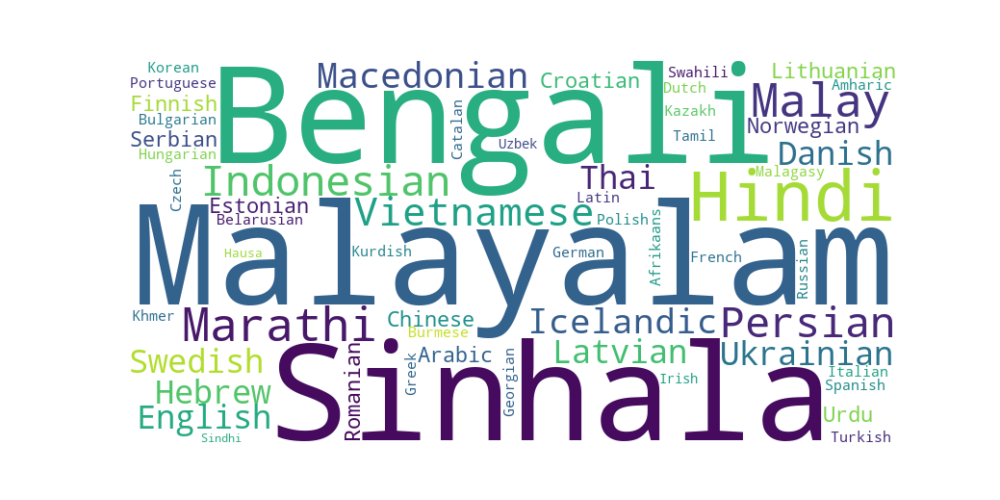 Korean
Portuguese
Finnish
Bulgarian
Serbian
Hungarian
Czech
Bengali
Macedonian
Croatian
Catalan
Uzbek
Swahili
Dutch
Kazakh
Tamil
Lithuanian
Amharic
Malay
Norwegian
Danish
Indonesian
Estonian
Belarusian
Vietnamese
Thai
Latin
Polish
Malagasy
Hindi
Malayalam
Hausa
Kurdish
German
Afrikaans
French
Russian
Khmer
Marathi
Chinese
Burmese
Icelandic
Persian
Swedish
Hebrew
English
Sindhi
Romanian
Sinhala
Greek
Arabic
Georgian
Latvian
Irish
Ukrainian
Italian
Spanish
Urdu
Turkish